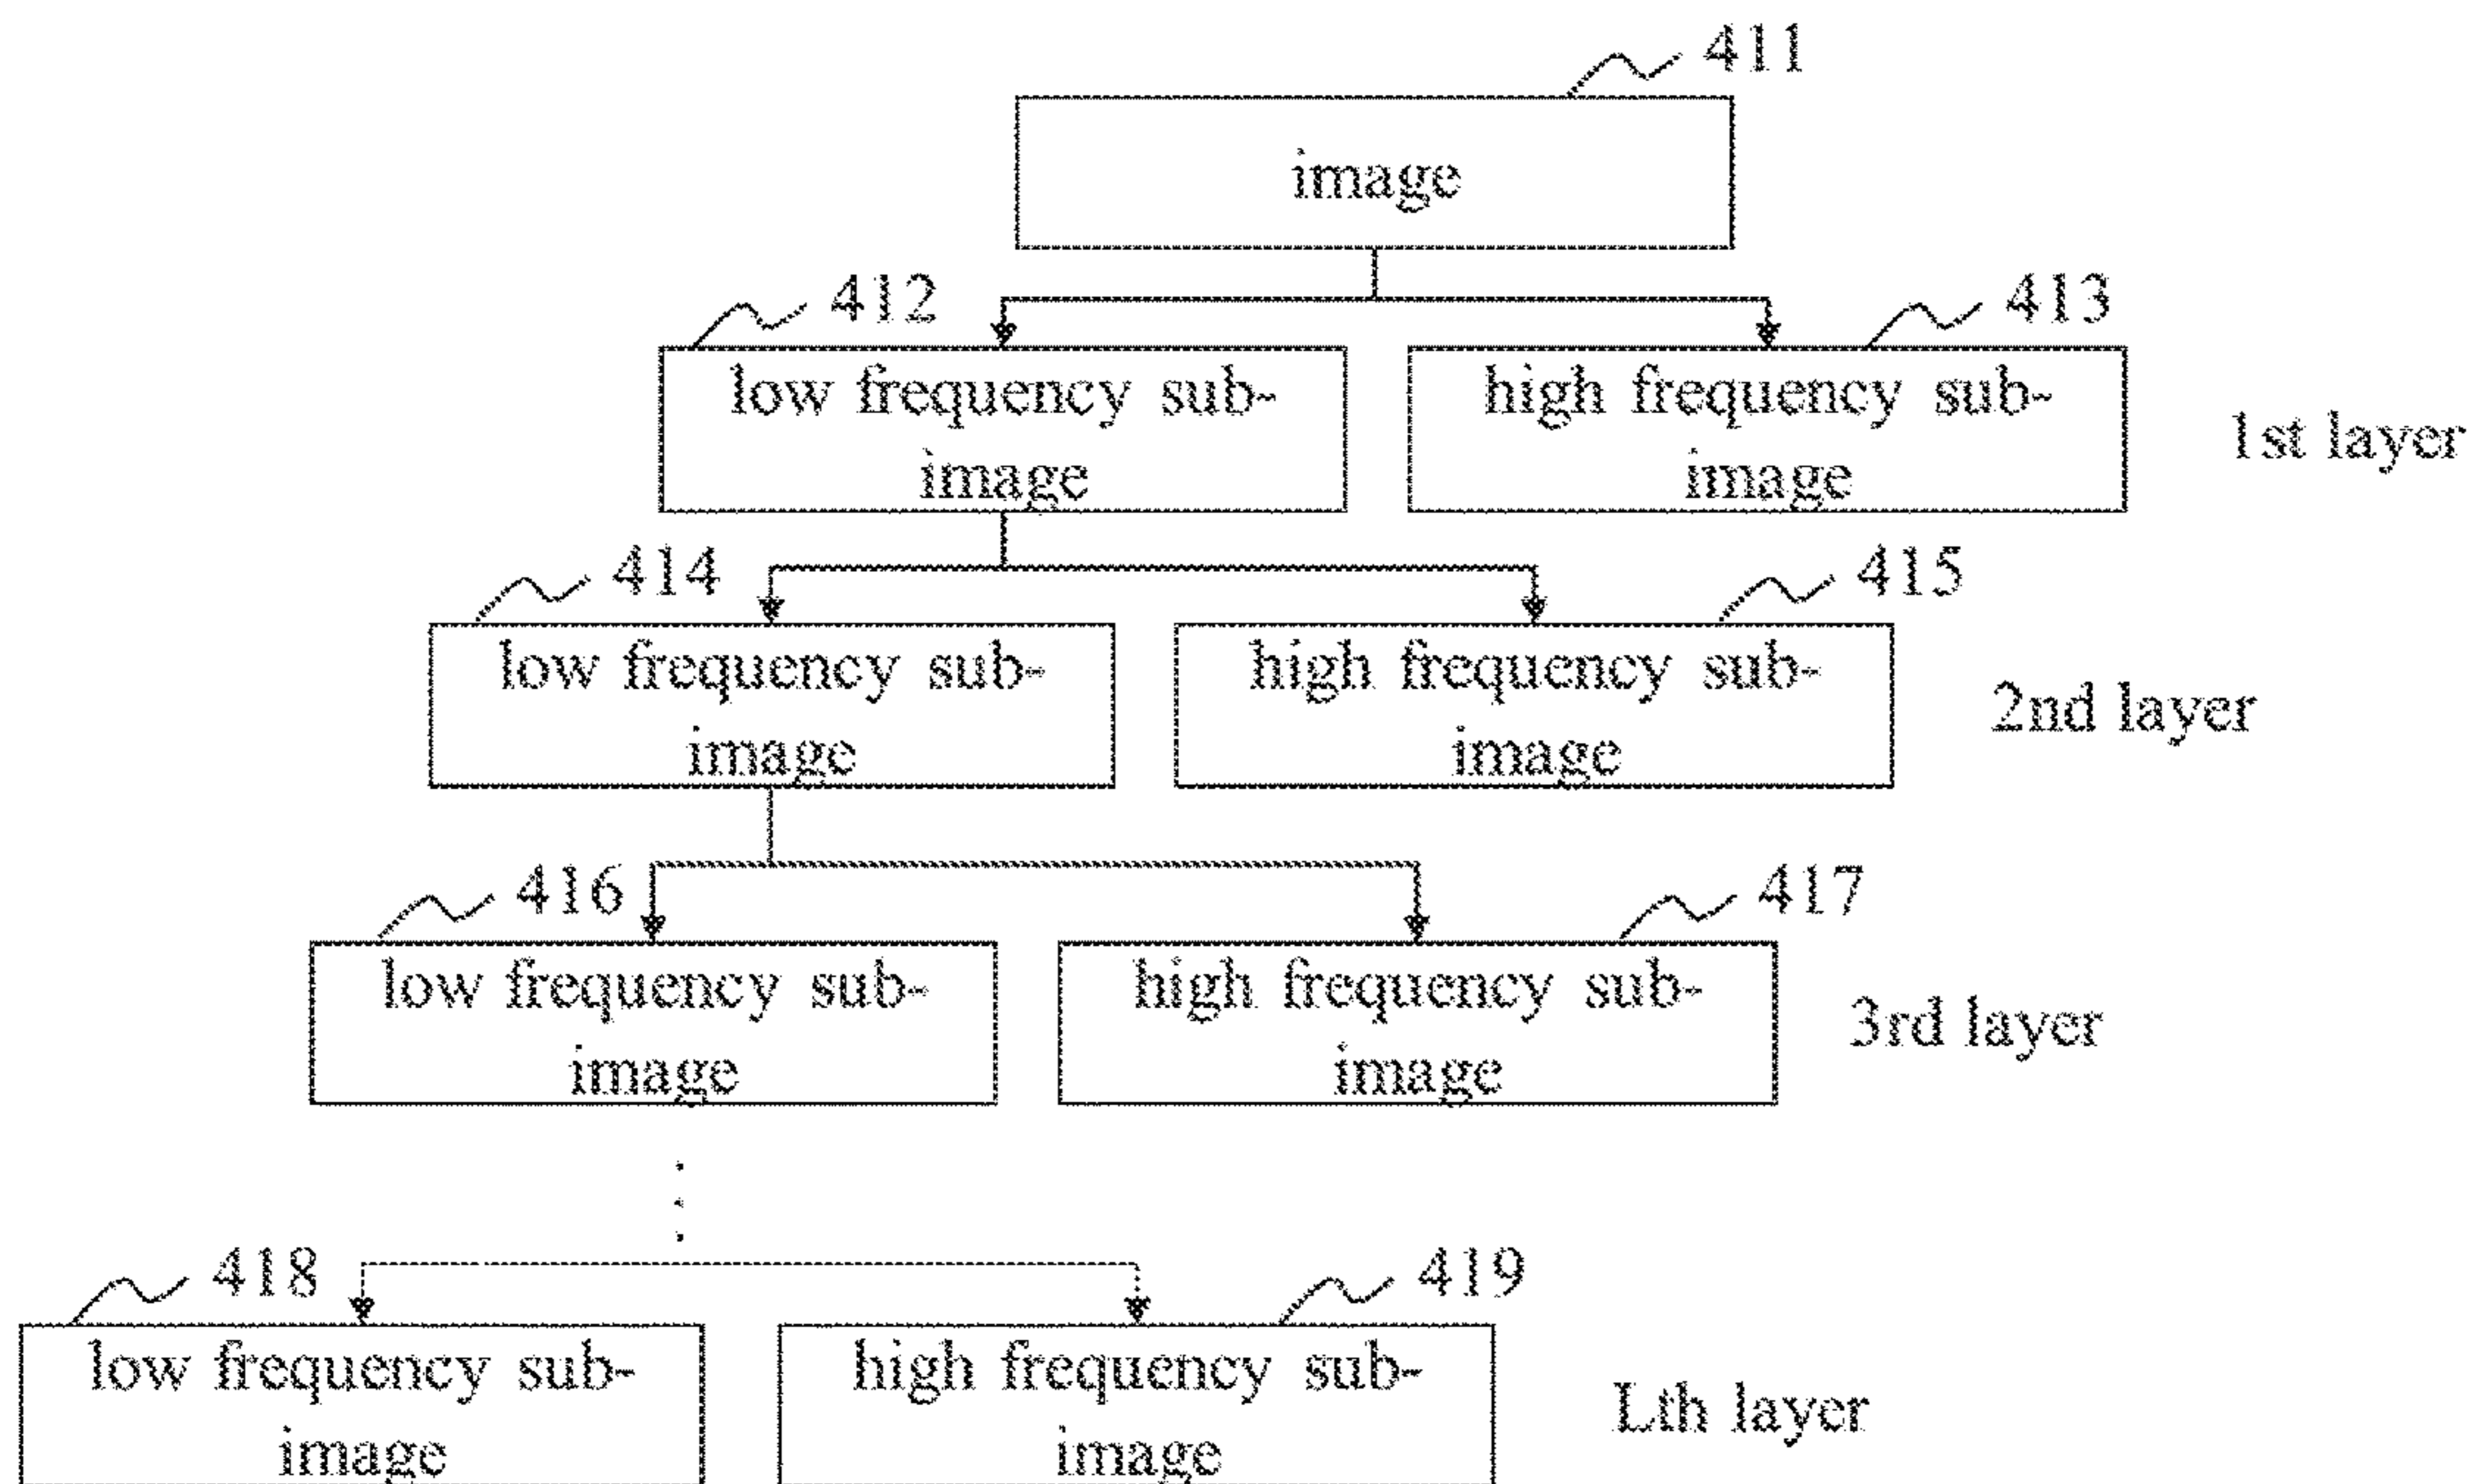 411
image
412
413
low frequency sub-
image
high frequency sub-
image
1st layer
414
415
low frequency sub-
image
high frequency sub-
image
2nd layer
416
417
low frequency sub-
image
high frequency sub-
image
3rd layer
418
419
low frequency sub-
image
high frequency sub-
image
Lth layer